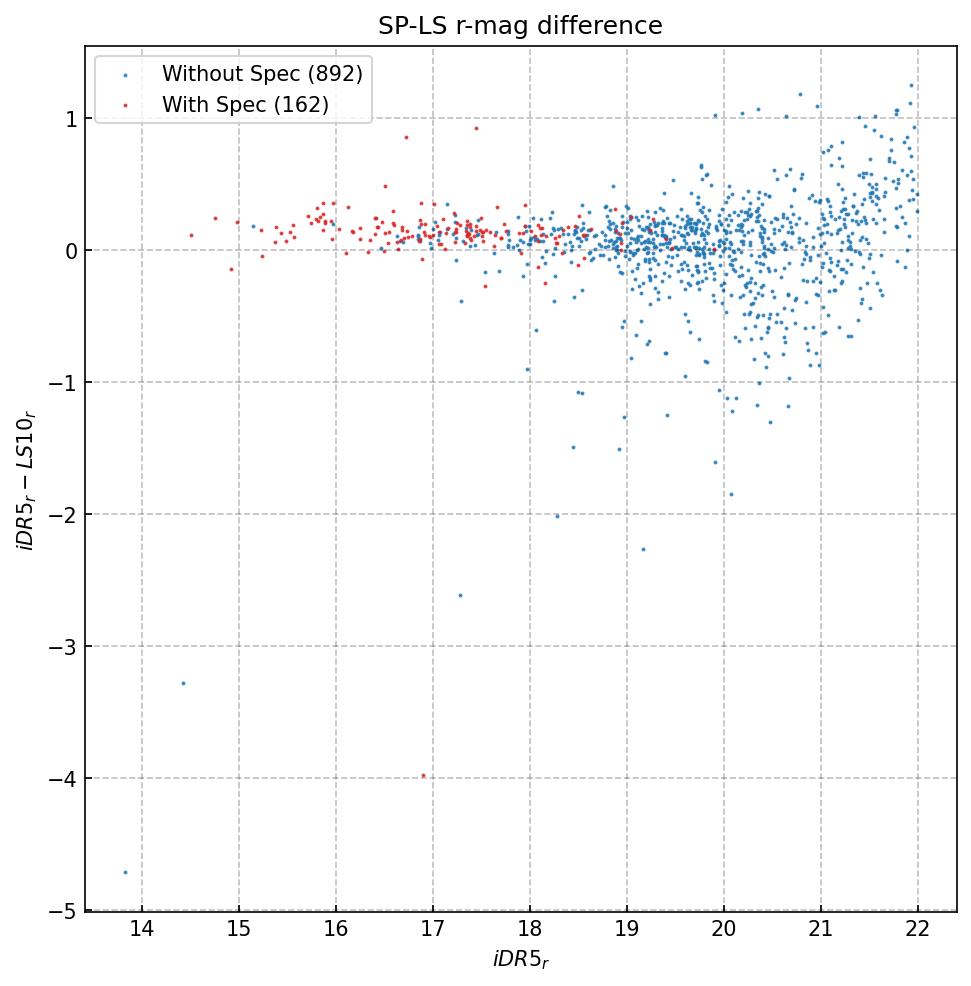 SP-LS r-mag difference
Without Spec (892)
With Spec (162)
1
0
−1
−2
−3
−4
−5
iDR5r − LS10r
14 15 16 17 18 19 20 21 22
iDR5r